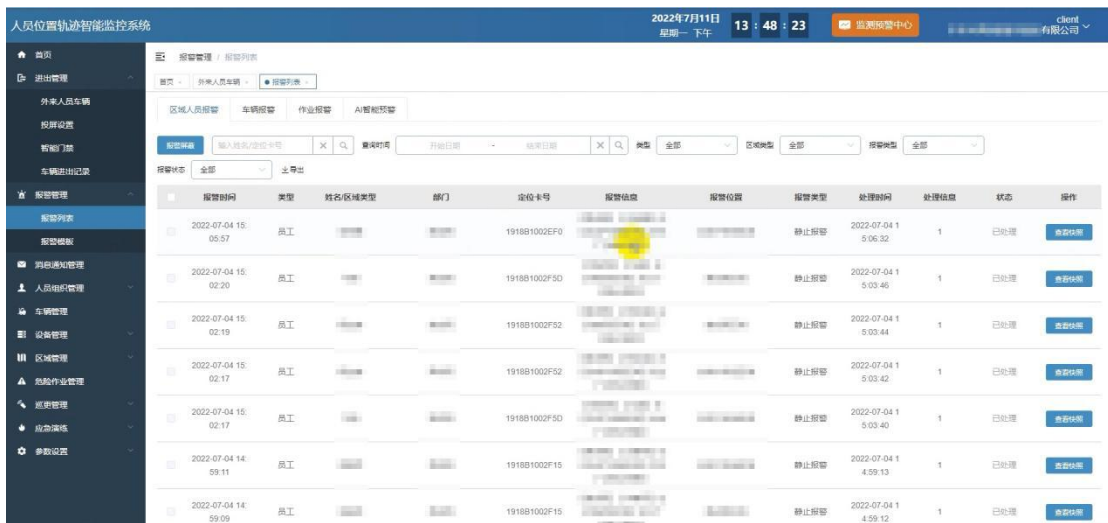 人员位置轨迹智能监控系统
2022年7月11日
星期一 下午
13 : 48 : 23
监测预警中心
client
有限公司
首页
进出管理
外来人员车辆
投屏设置
智能门禁
车辆进出记录
报警管理
报警列表
报警模板
消息通知管理
人员组织管理
车辆管理
设备管理
区域管理
危险作业管理
巡更管理
应急演练
参数设置
报警管理 / 报警列表
首页 外来人员车辆 报警列表
区域人员报警 车辆报警 作业报警 AI智能预警
报警屏蔽 输入姓名/定位卡号 查询时间 开始日期 - 结束日期 类型 全部 区域类型 全部 报警类型 全部
报警状态 全部 导出
报警时间 类型 姓名/区域类型 部门 定位卡号 报警信息 报警位置 报警类型 处理时间 处理信息 状态 操作
2022-07-04 15: 员工 1918B1002EF0 静止报警 2022-07-04 1 1 已处理 查看快照
05:57 5:06:32
2022-07-04 15: 员工 1918B1002F5D 静止报警 2022-07-04 1 1 已处理 查看快照
02:20 5:03:46
2022-07-04 15: 员工 1918B1002F52 静止报警 2022-07-04 1 1 已处理 查看快照
02:19 5:03:44
2022-07-04 15: 员工 1918B1002F52 静止报警 2022-07-04 1 1 已处理 查看快照
02:17 5:03:42
2022-07-04 15: 员工 1918B1002F5D 静止报警 2022-07-04 1 1 已处理 查看快照
02:17 5:03:40
2022-07-04 14: 员工 1918B1002F15 静止报警 2022-07-04 1 1 已处理 查看快照
59:11 4:59:13
2022-07-04 14: 员工 1918B1002F15 静止报警 2022-07-04 1 1 已处理 查看快照
59:09 4:59:12